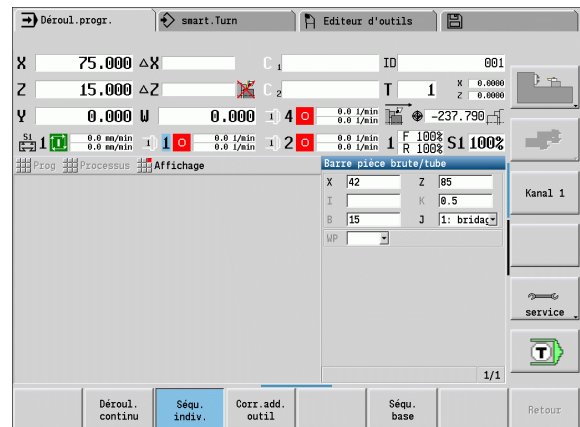 Déroul.progr. smart.Turn Editeur d'outils
X 75.000 △X C 1 ID 001
Z 15.000 △Z C 2 T 1 X 0.0000 Z 0.0000
Y 0.000 W 0.000 4 0 0.0 1/min 0.0 1/min -237.790
S1 1 0.0 mm/min 0.0 mm/min 1 0 0.0 1/min 0.0 1/min 2 0 0.0 1/min 0.0 1/min 1 F 100% R 100% S1 100%
Prog Processus Affichage
Barre pièce brute/tube
X 42 Z 85
I K 0.5
B 15 J 1: bridag
WP
1/1
Kanal 1
service
T
Déroul. continu
Séqu. indiv.
Corr.add. outil
Séqu. base
Retour